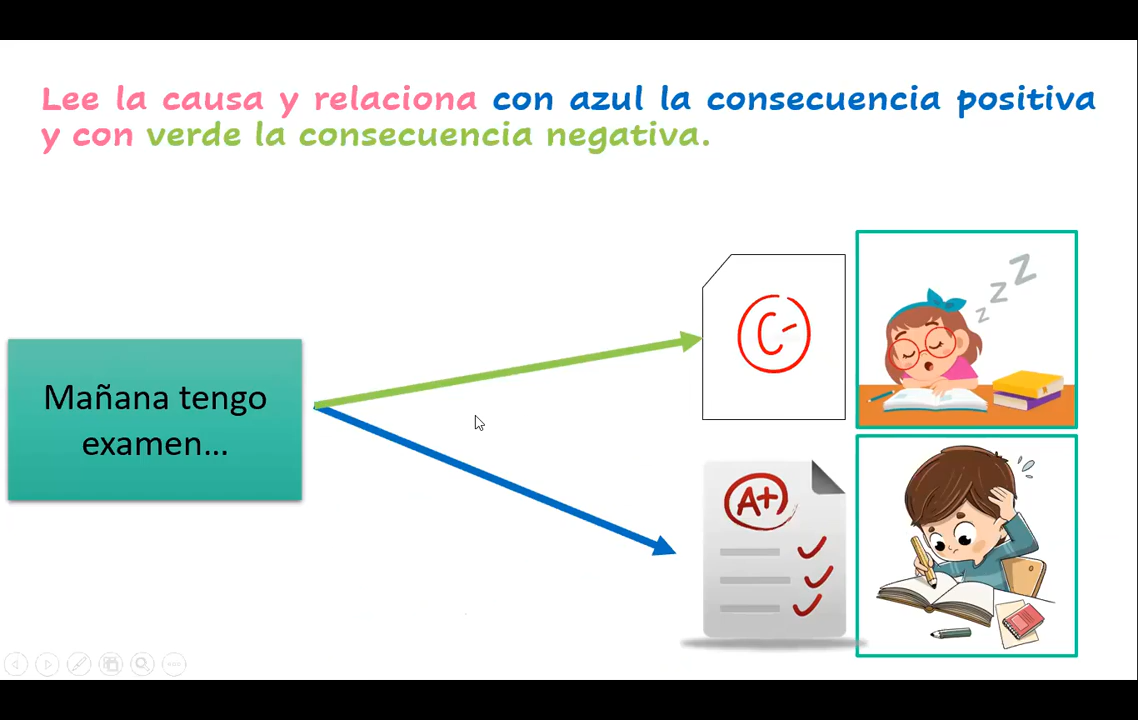 Lee la causa y relaciona con azul la consecuencia positiva
y con verde la consecuencia negativa.
Mañana tengo
examen...
C-
A+
z z Z